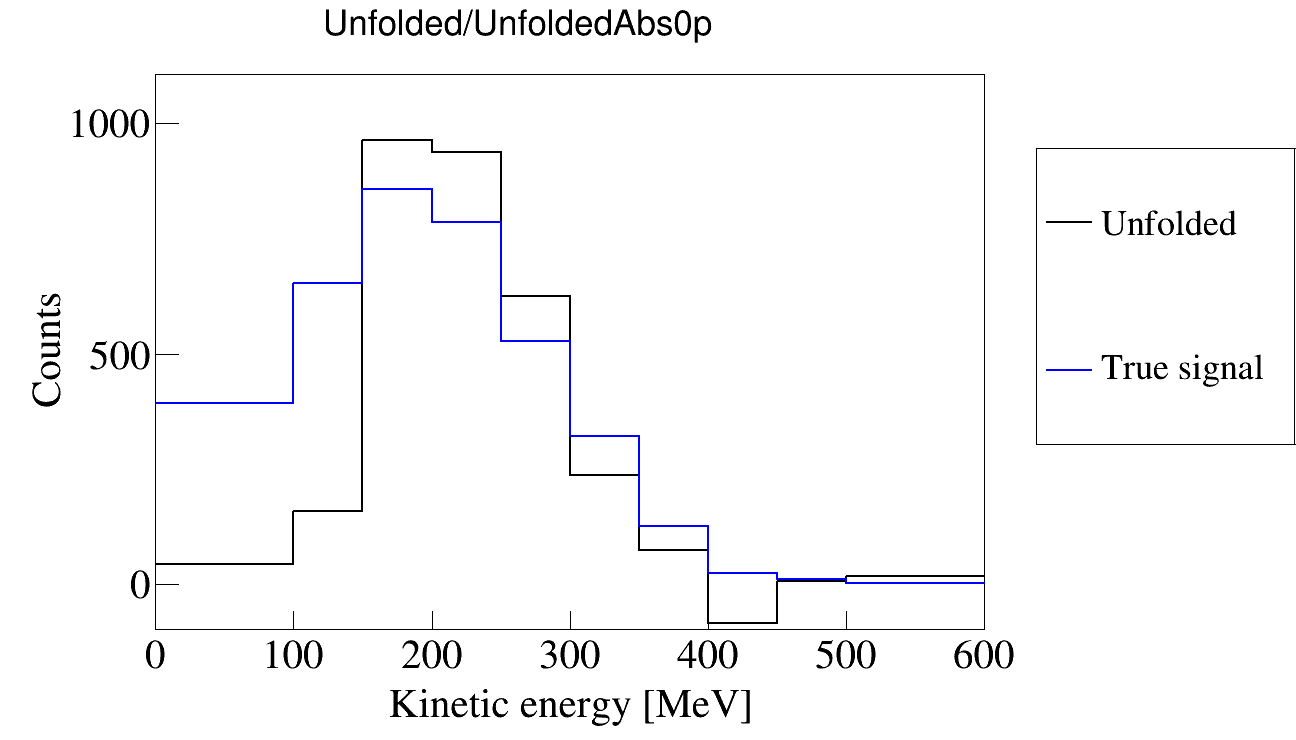 Unfolded/UnfoldedAbs0p
1000
500
0
Counts
0 100 200 300 400 500 600
Kinetic energy [MeV]
Unfolded
True signal